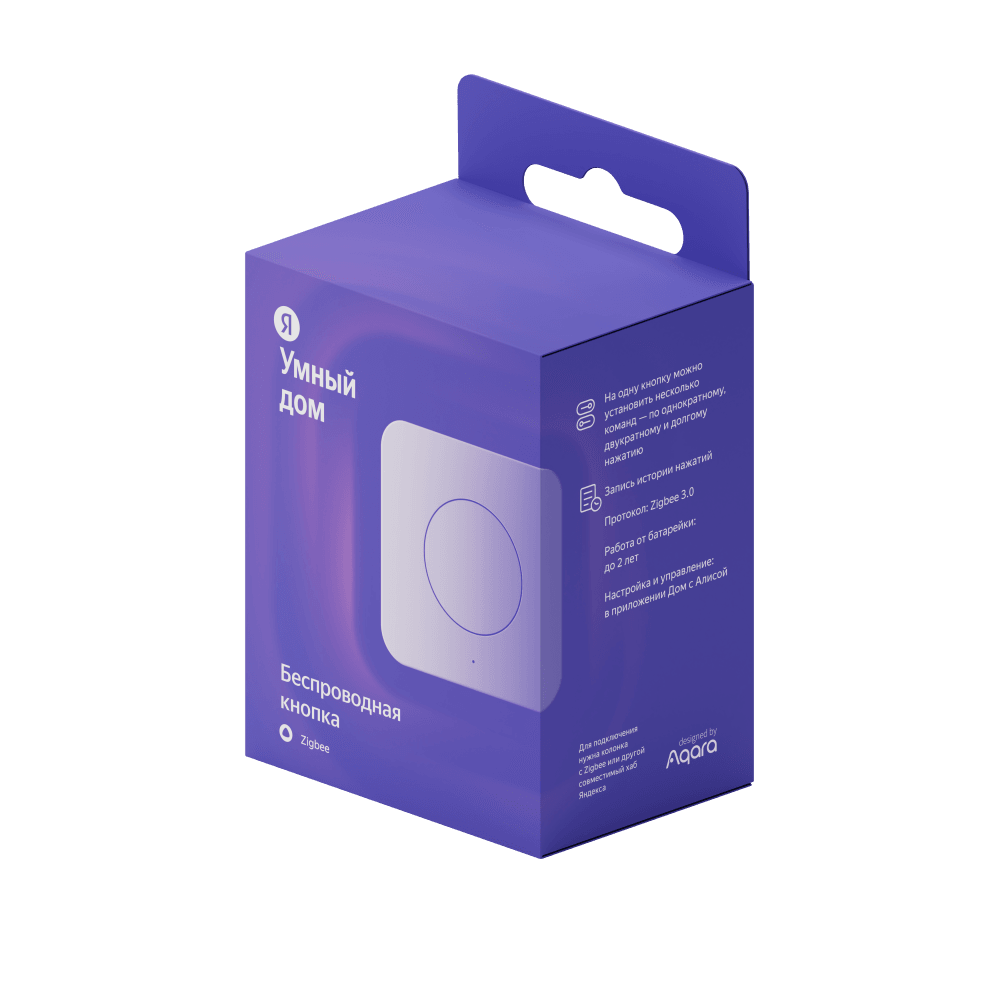 Я
Умный
дом
Беспроводная
кнопка
Zigbee
На одну кнопку можно
установить несколько
команд — по однократному,
двукратному и долгому
нажатию
Запись истории нажатий
Протокол: Zigbee 3.0
Работа от батарейки:
до 2 лет
Настройка и управление:
в приложении Дом с Алисой
Для подключения
нужна колонка
с Zigbee или другой
совместимый хаб
Яндекса
designed by
Aqara